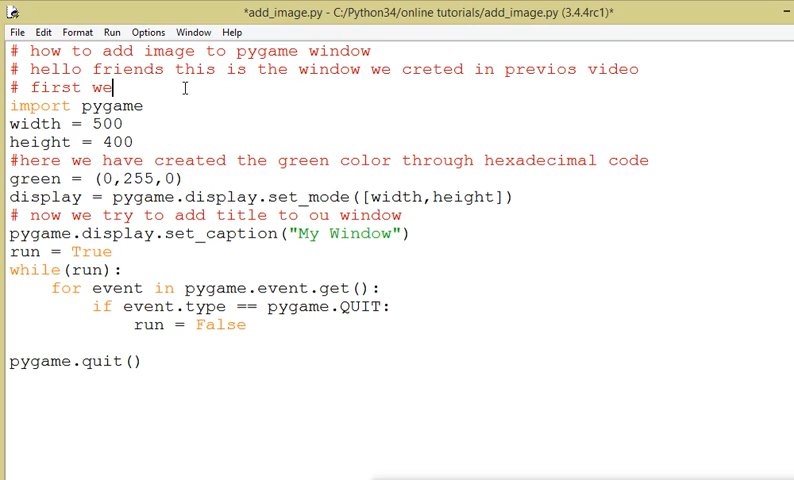 *add_image.py - C:/Python34/online tutorials/add_image.py (3.4.4rc1)*
File Edit Format Run Options Window Help
# how to add image to pygame window
# hello friends this is the window we creted in previos video
# first we
import pygame
width = 500
height = 400
#here we have created the green color through hexadecimal code
green = (0,255,0)
display = pygame.display.set_mode([width,height])
# now we try to add title to ou window
pygame.display.set_caption("My Window")
run = True
while(run):
    for event in pygame.event.get():
        if event.type == pygame.QUIT:
            run = False
pygame.quit()